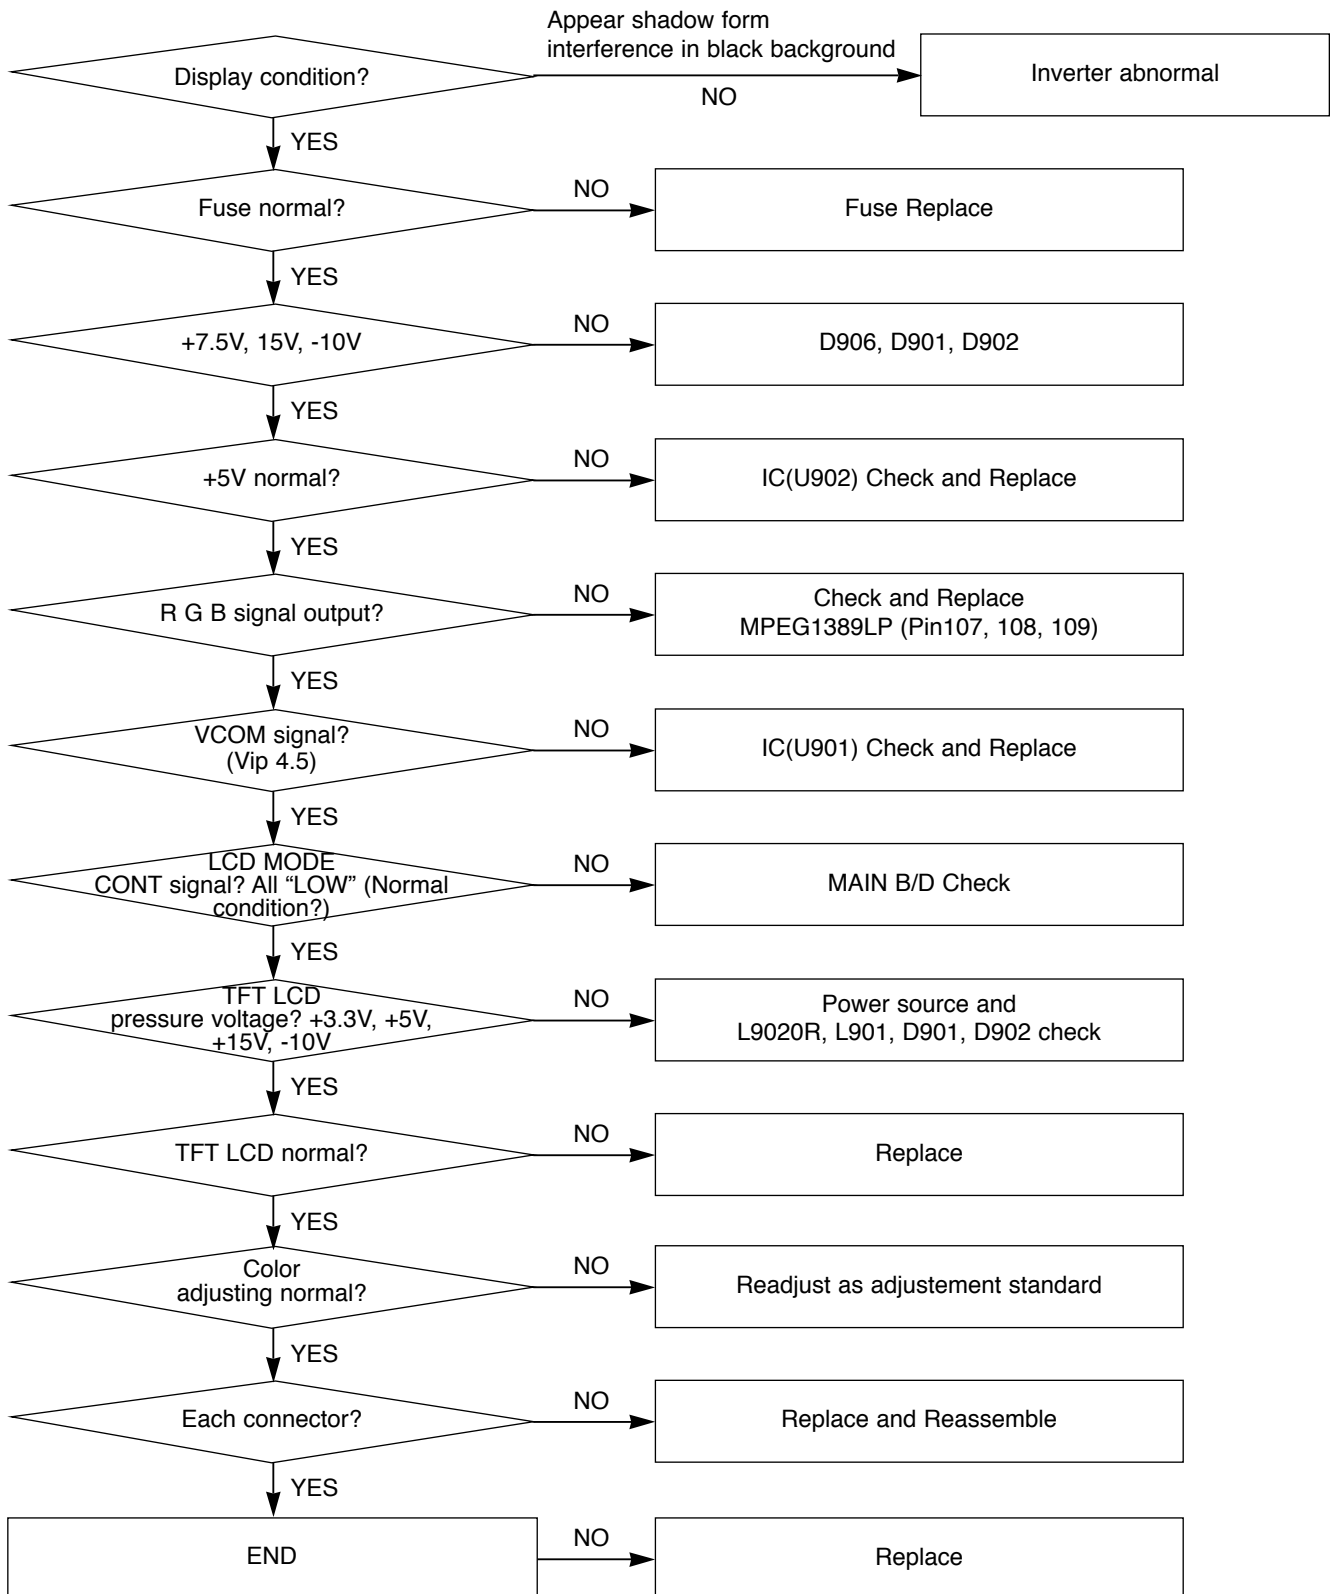 Appear shadow form
interference in black background
Display condition?
NO
Inverter abnormal
YES
Fuse normal?
NO
Fuse Replace
YES
+7.5V, 15V, -10V
NO
D906, D901, D902
YES
+5V normal?
NO
IC(U902) Check and Replace
YES
R G B signal output?
NO
Check and Replace
MPEG1389LP (Pin107, 108, 109)
YES
VCOM signal?
(Vip 4.5)
NO
IC(U901) Check and Replace
YES
LCD MODE
CONT signal? All “LOW” (Normal
condition?)
NO
MAIN B/D Check
YES
TFT LCD
pressure voltage? +3.3V, +5V,
+15V, -10V
NO
Power source and
L9020R, L901, D901, D902 check
YES
TFT LCD normal?
NO
Replace
YES
Color
adjusting normal?
NO
Readjust as adjustement standard
YES
Each connector?
NO
Replace and Reassemble
YES
END
NO
Replace